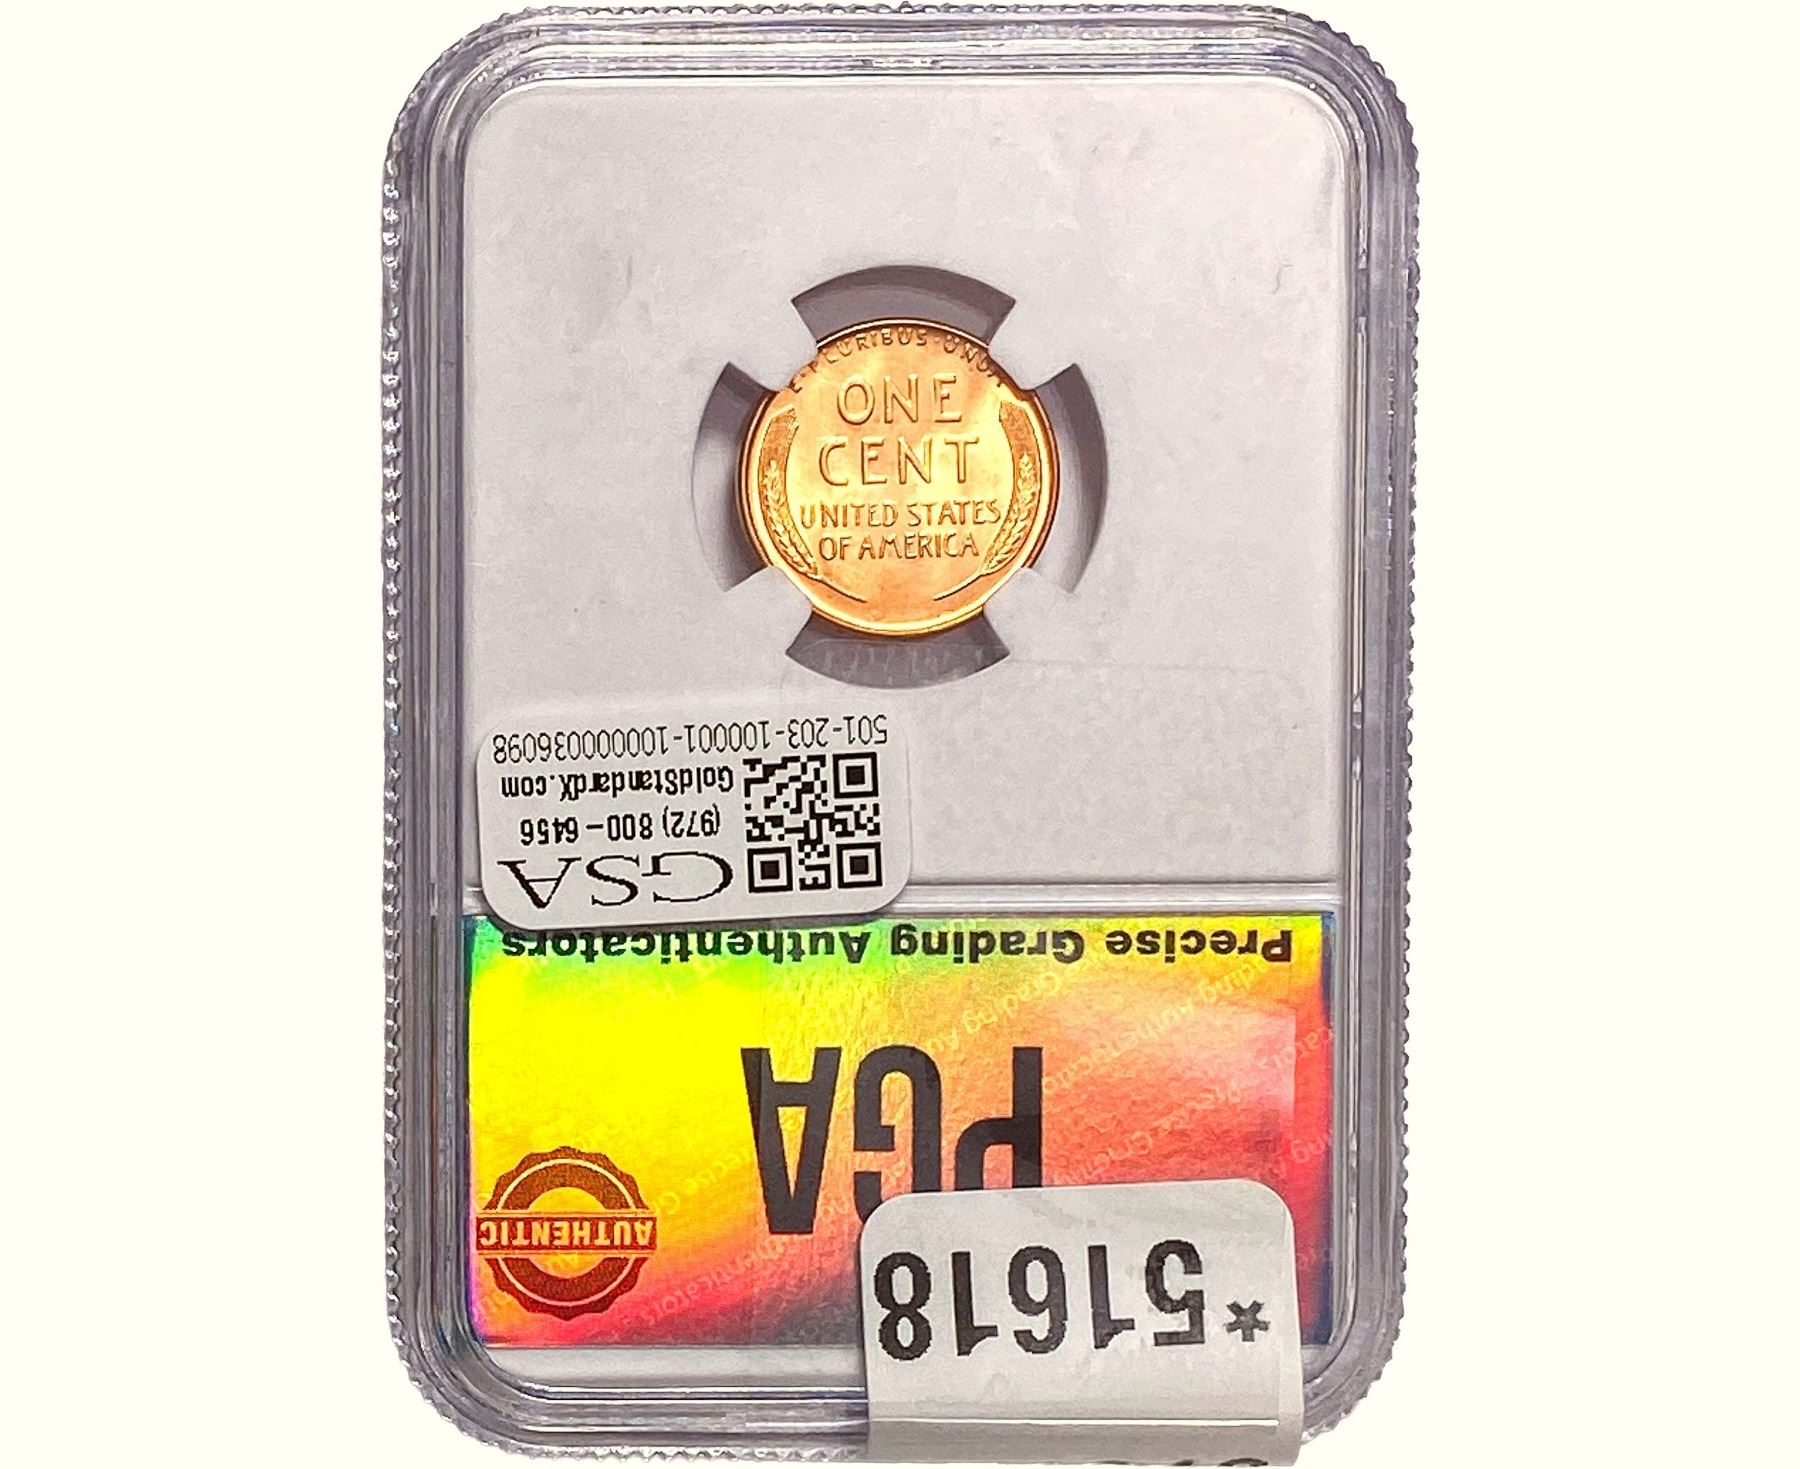 E·PLURIBUS·UNUM
ONE
CENT
UNITED STATES
OF AMERICA
501-203-100001-10000036098
GoldStandardX.com
(972) 800-6456
GSA
Precise Grading Authenticators
PGA
AUTHENTIC
*51618